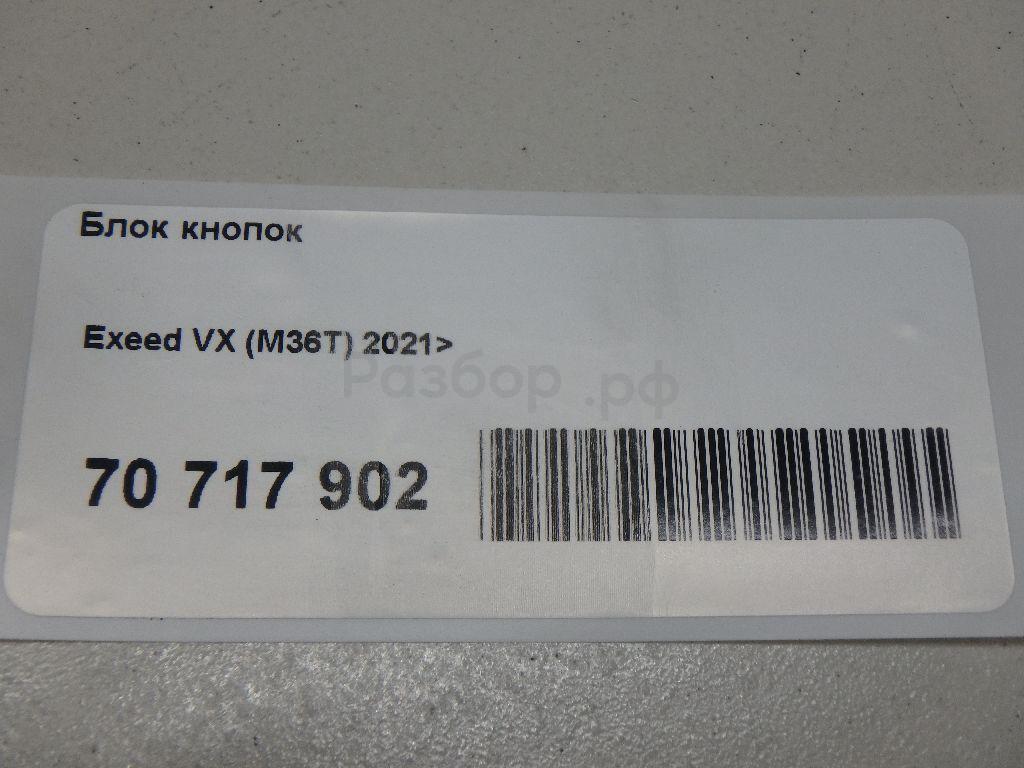 Блок кнопок
Exeed VX (M36T) 2021>
Разбор.рф
70 717 902